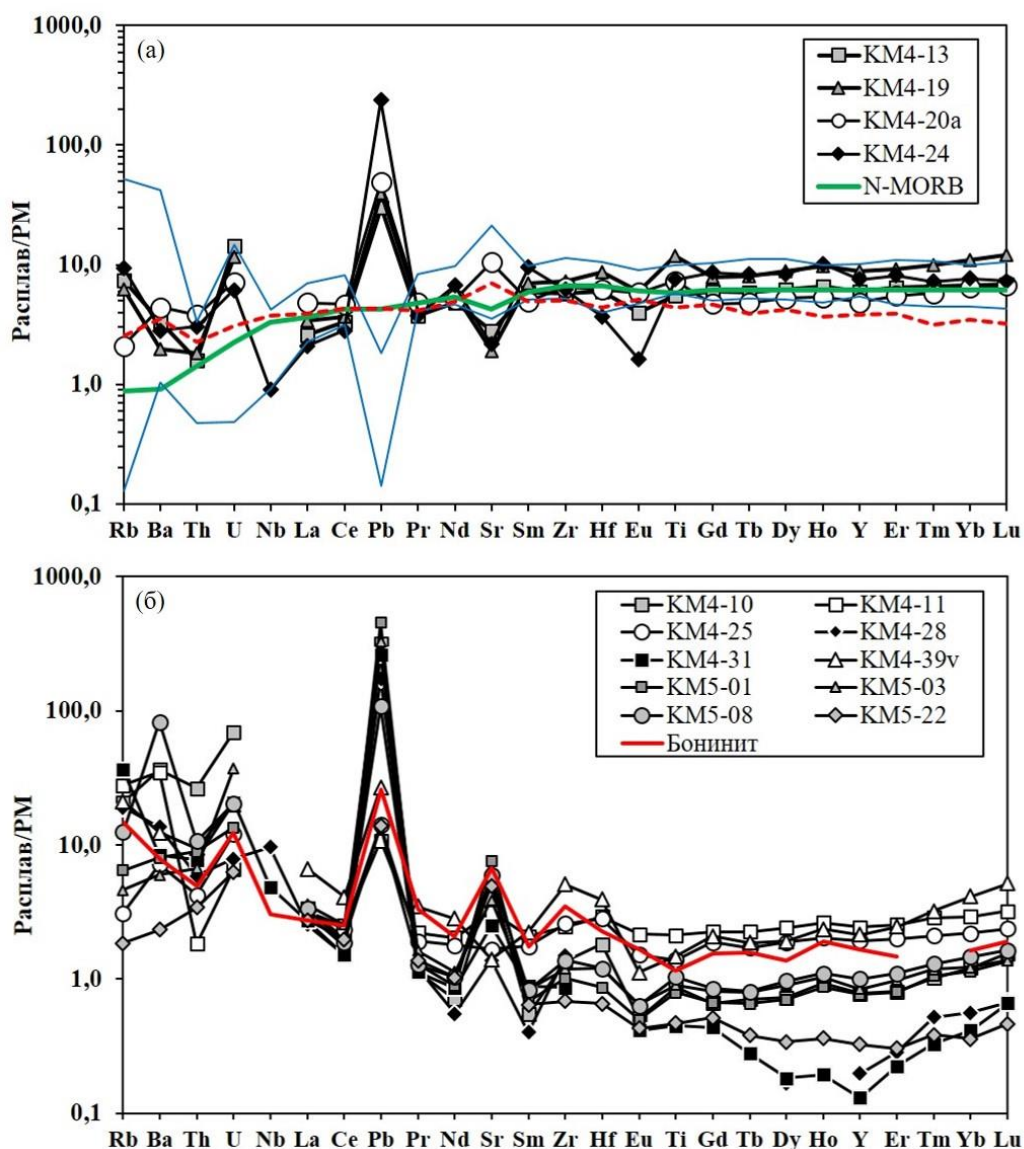 (а)
Расплав/PM
1000,0
100,0
10,0
1,0
0,1
KM4-13
KM4-19
KM4-20a
KM4-24
N-MORB
Rb Ba Th U Nb La Ce Pb Pr Nd Sr Sm Zr Hf Eu Ti Gd Tb Dy Ho Y Er Tm Yb Lu
(б)
Расплав/PM
1000,0
100,0
10,0
1,0
0,1
KM4-10 KM4-11
KM4-25 KM4-28
KM4-31 KM4-39v
KM5-01 KM5-03
KM5-08 KM5-22
Бонинит
Rb Ba Th U Nb La Ce Pb Pr Nd Sr Sm Zr Hf Eu Ti Gd Tb Dy Ho Y Er Tm Yb Lu